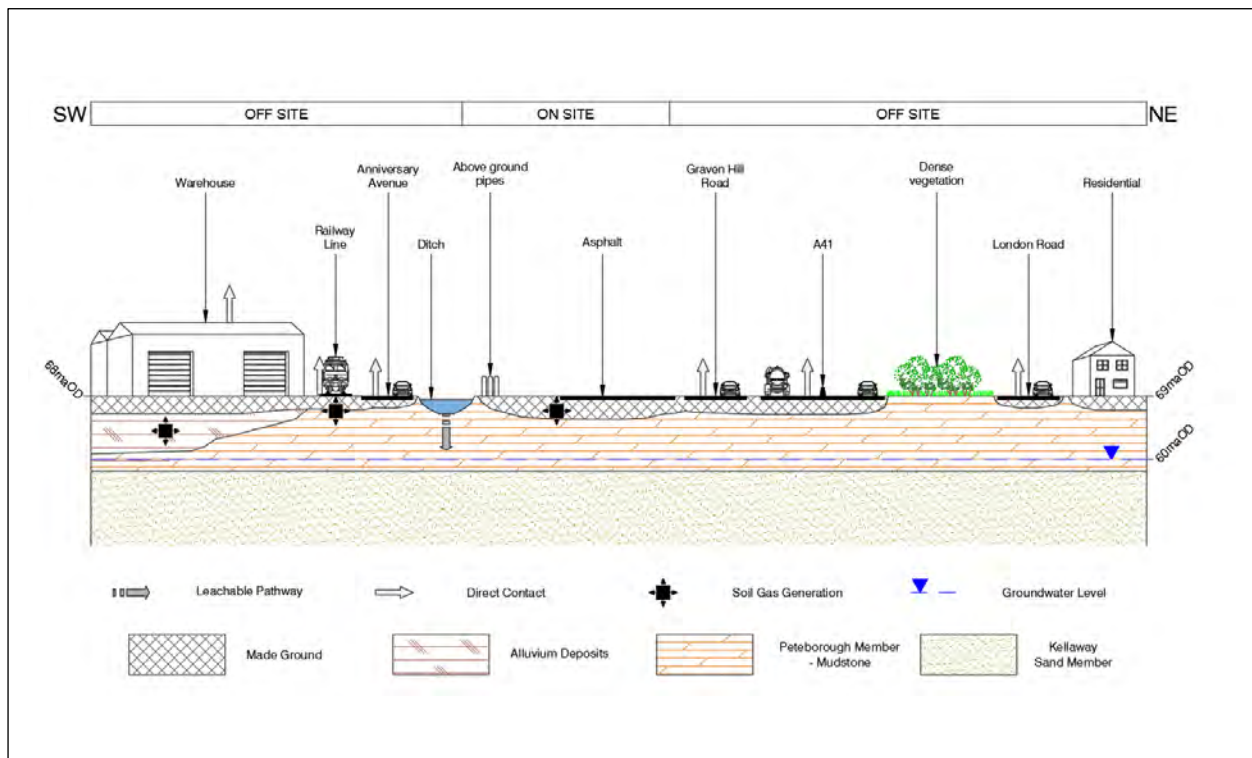 SW
OFF SITE
ON SITE
OFF SITE
NE
Warehouse
Railway
Line
Anniversary
Avenue
Ditch
Above ground
pipes
Asphalt
Graven Hill
Road
A41
Dense
vegetation
London Road
Residential
68maOD
69maOD
60maOD
Leachable Pathway
Direct Contact
Soil Gas Generation
Groundwater Level
Made Ground
Alluvium Deposits
Peteborough Member
- Mudstone
Kellaway
Sand Member